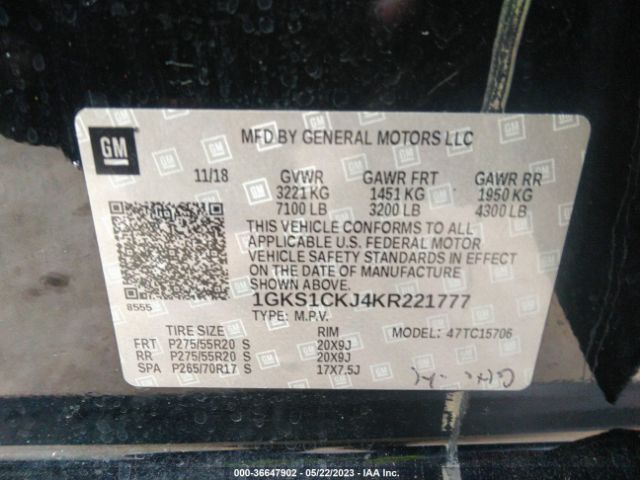 GM
MFD BY GENERAL MOTORS LLC
11/18 GVWR GAWR FRT GAWR RR
3221 KG 1451 KG 1950 KG
7100 LB 3200 LB 4300 LB
THIS VEHICLE CONFORMS TO ALL
APPLICABLE U.S. FEDERAL MOTOR
VEHICLE SAFETY STANDARDS IN EFFECT
ON THE DATE OF MANUFACTURE
SHOWN ABOVE.
8555
1GKS1CKJ4KR221777
TYPE: M.P.V.
TIRE SIZE RIM MODEL: 47TC15706
FRT P275/55R20 S 20X9J
RR P275/55R20 S 20X9J
SPA P265/70R17 S 17X7.5J
000-36647902 - 05/22/2023 - IAA Inc.